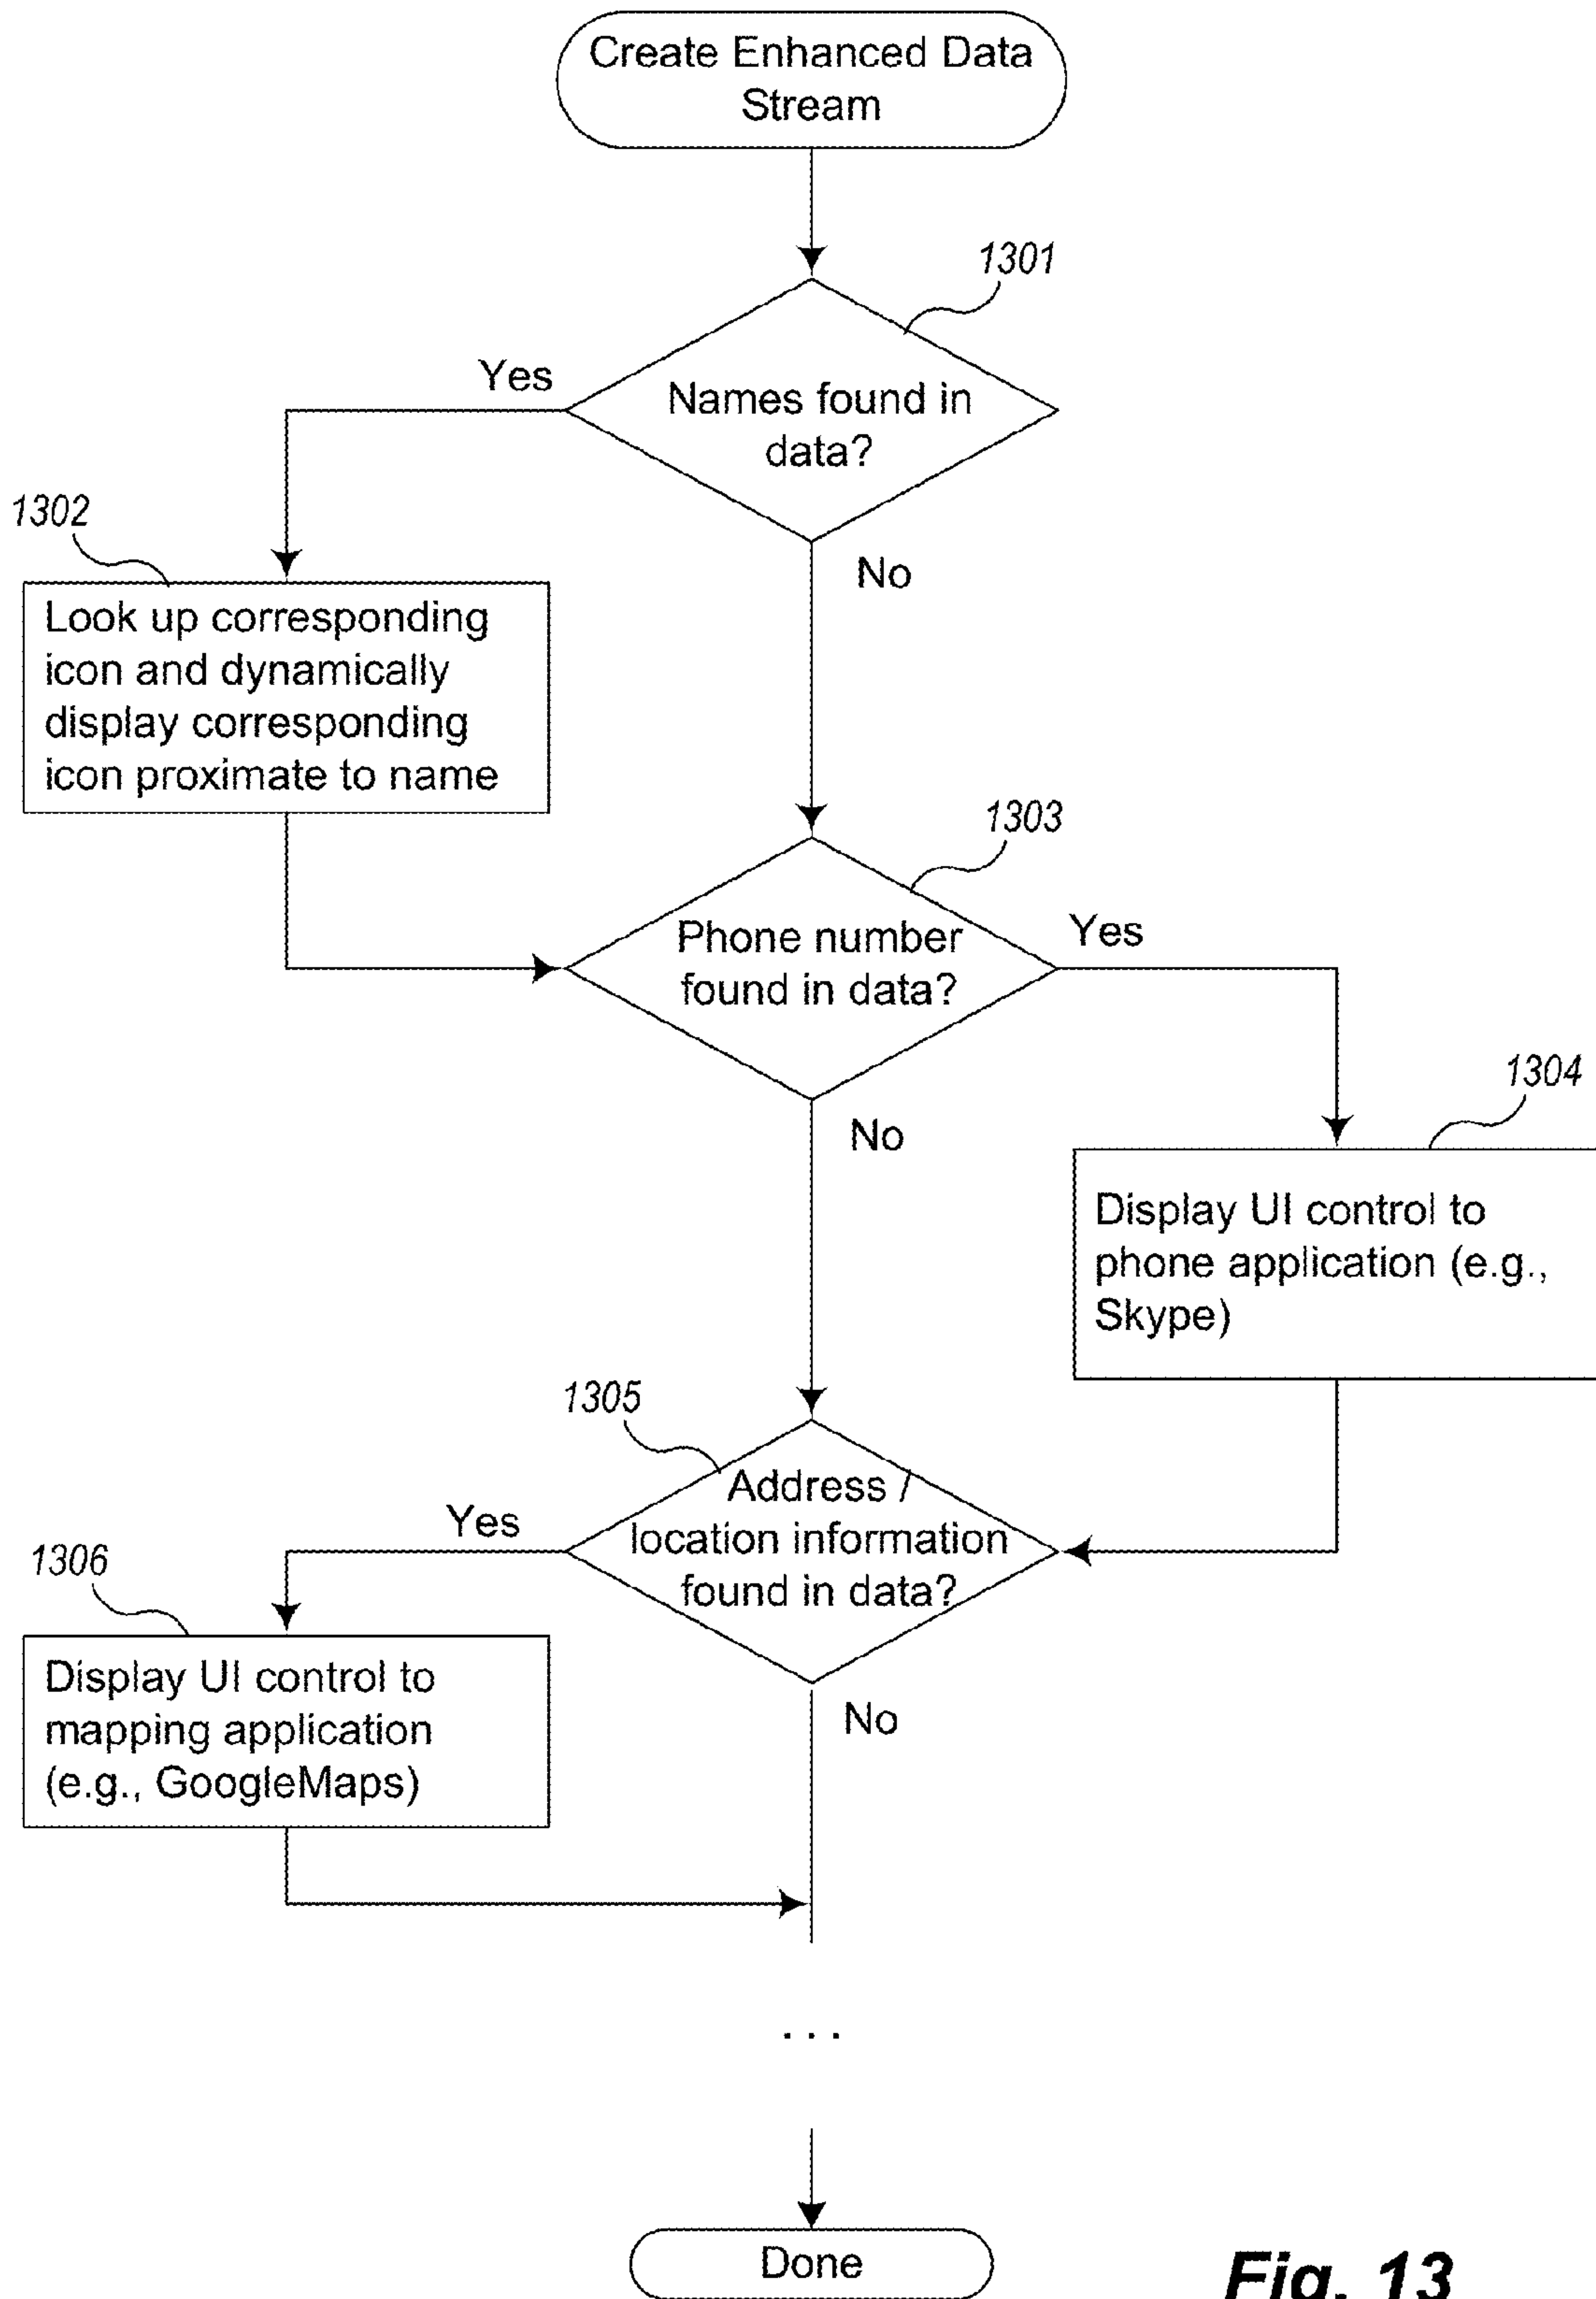 Create Enhanced Data
Stream
1301
Yes
Names found in
data?
No
1302
Look up corresponding
icon and dynamically
display corresponding
icon proximate to name
1303
Phone number
found in data?
Yes
No
1304
Display UI control to
phone application (e.g.,
Skype)
1305
Address /
location information
found in data?
Yes
No
1306
Display UI control to
mapping application
(e.g., GoogleMaps)
...
Done
Fig. 13